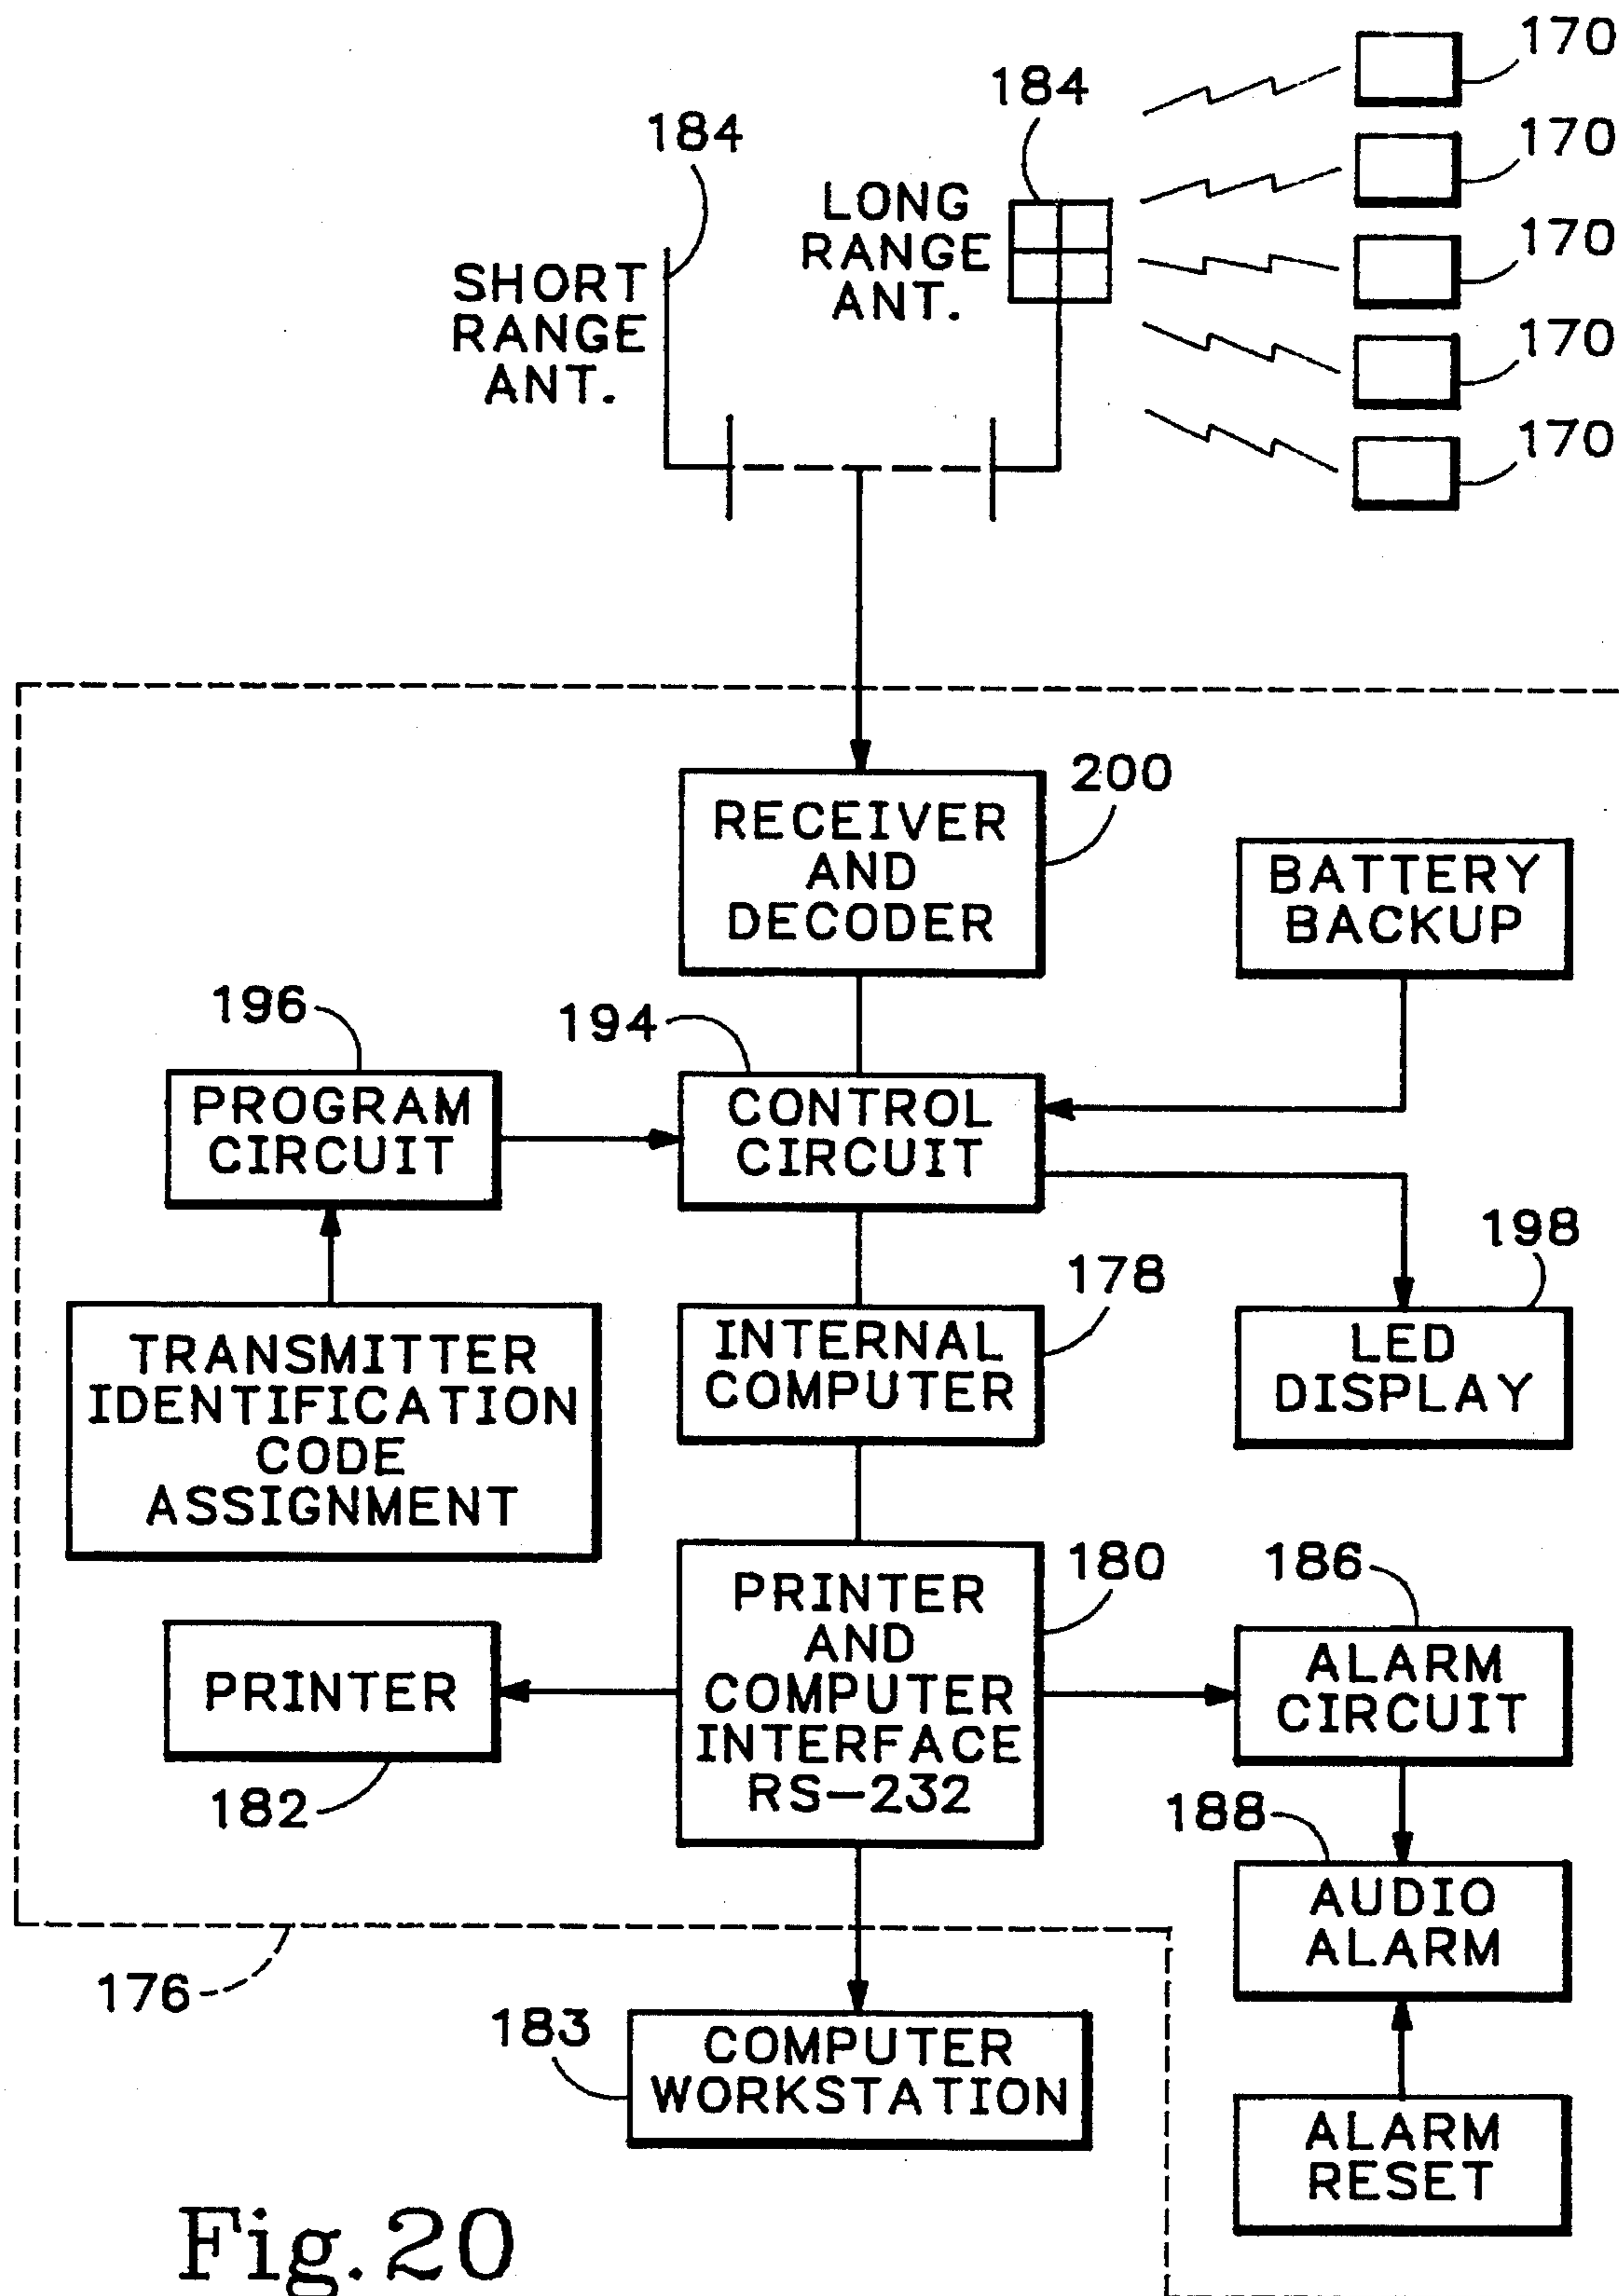 170
184
184
170
LONG
RANGE
ANT.
170
SHORT
RANGE
ANT.
170
170
RECEIVER
AND
DECODER
200
BATTERY
BACKUP
196
194
PROGRAM
CIRCUIT
CONTROL
CIRCUIT
198
178
TRANSMITTER
IDENTIFICATION
CODE
ASSIGNMENT
INTERNAL
COMPUTER
LED
DISPLAY
180
186
PRINTER
AND
COMPUTER
INTERFACE
RS-232
PRINTER
182
ALARM
CIRCUIT
188
AUDIO
ALARM
176
183
COMPUTER
WORKSTATION
ALARM
RESET
Fig. 20